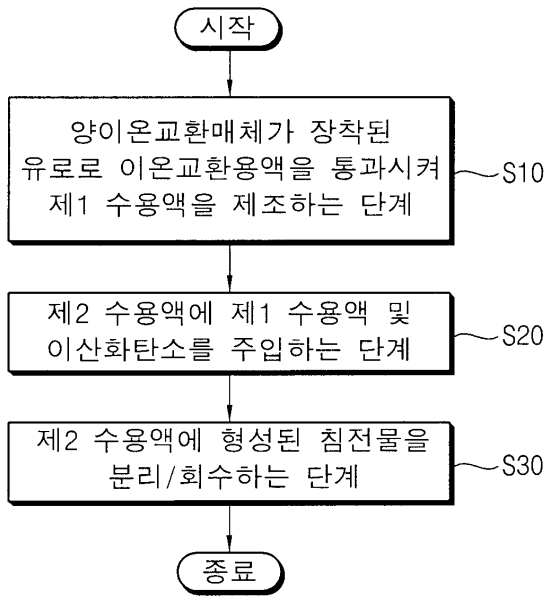 시작
양이온교환매체가 장착된
유로로 이온교환용액을 통과시켜
제1 수용액을 제조하는 단계
S10
제2 수용액에 제1 수용액 및
이산화탄소를 주입하는 단계
S20
제2 수용액에 형성된 침전물을
분리/회수하는 단계
S30
종료